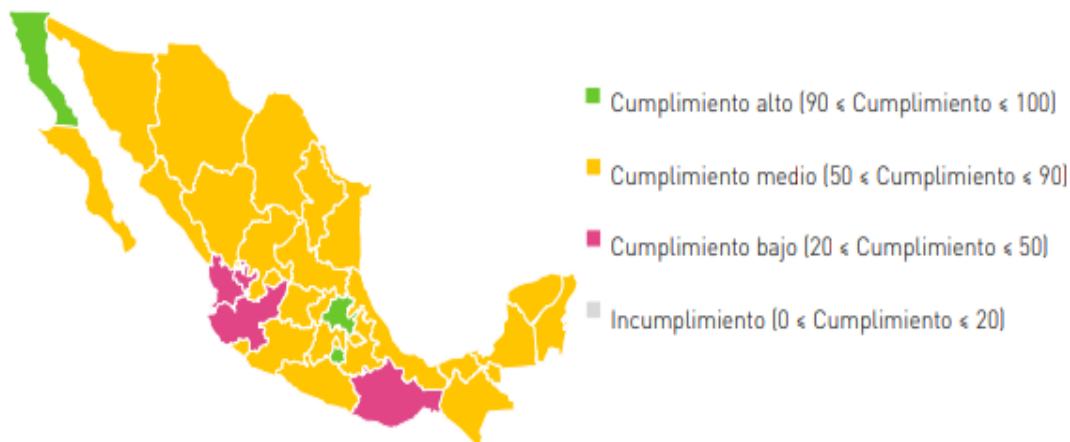 Cumplimiento alto (90 ≤ Cumplimiento ≤ 100)
Cumplimiento medio (50 ≤ Cumplimiento ≤ 90)
Cumplimiento bajo (20 ≤ Cumplimiento ≤ 50)
Incumplimiento (0 ≤ Cumplimiento ≤ 20)